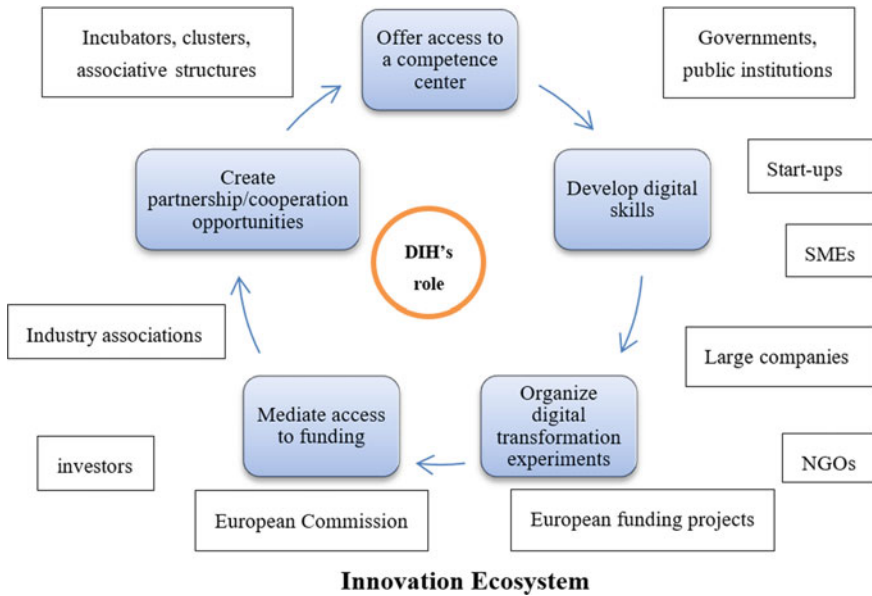 Incubators, clusters,
associative structures
Offer access to
a competence
center
Governments,
public institutions
Create
partnership/cooperation
opportunities
Develop digital
skills
Start-ups
SMEs
DIH's
role
Industry associations
Large companies
Mediate access
to funding
Organize
digital
transformation
experiments
investors
NGOs
European Commission
European funding projects
Innovation Ecosystem